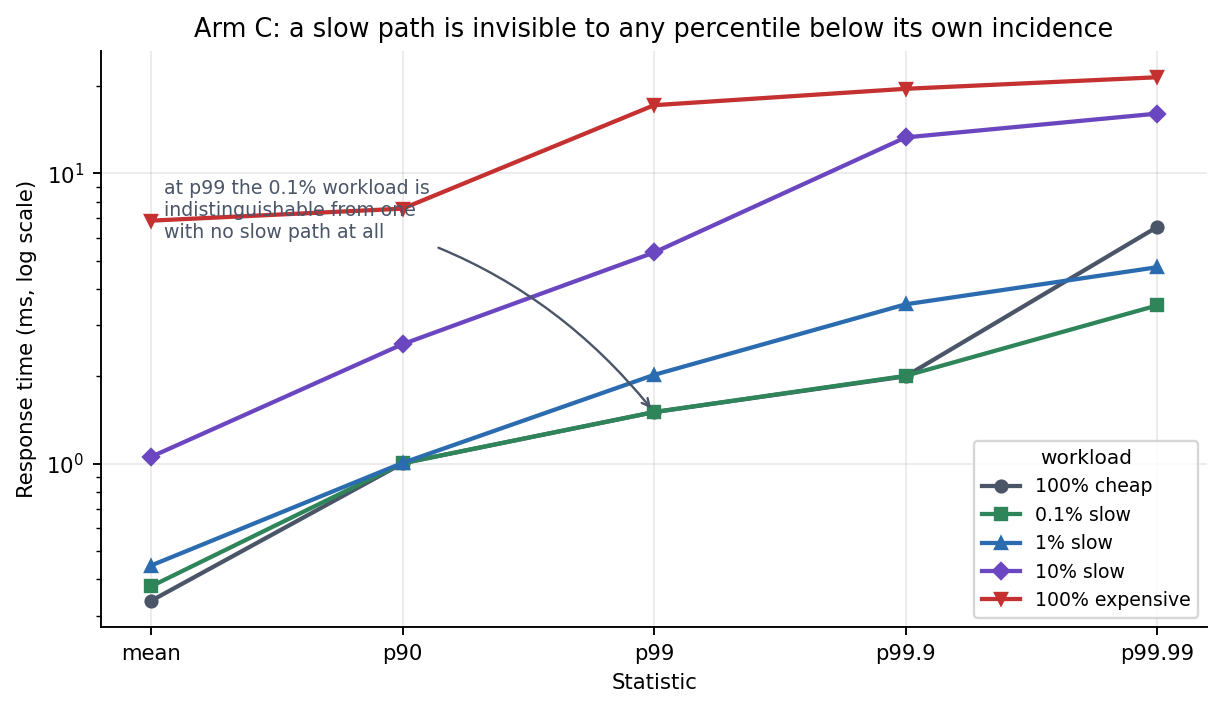 Arm C: a slow path is invisible to any percentile below its own incidence
Response time (ms, log scale)
10¹
10⁰
at p99 the 0.1% workload is
indistinguishable from one
with no slow path at all
workload
100% cheap
0.1% slow
1% slow
10% slow
100% expensive
mean p90 p99 p99.9 p99.99
Statistic